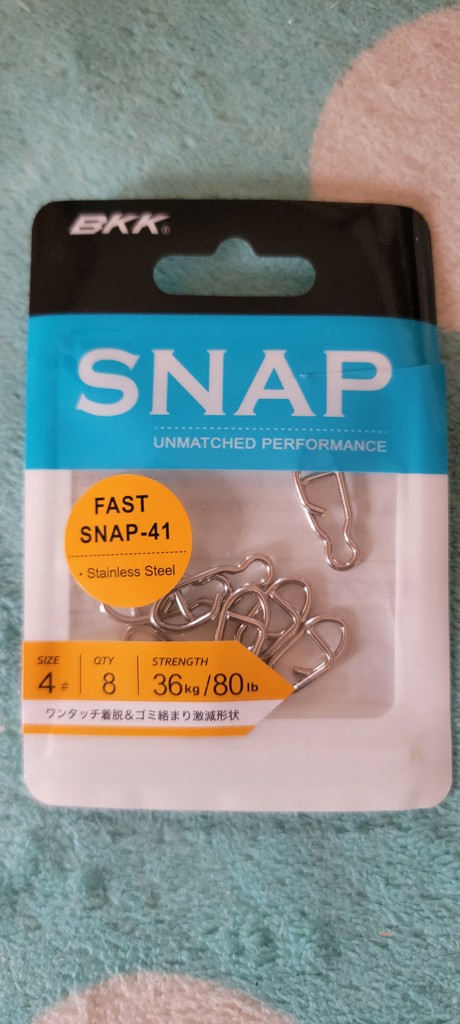 BKK®
SNAP
UNMATCHED PERFORMANCE
FAST
SNAP-41
· Stainless Steel
SIZE QTY STRENGTH
4# 8 36kg/80lb
ワンタッチ着脱&ゴミ絡まり激減形状